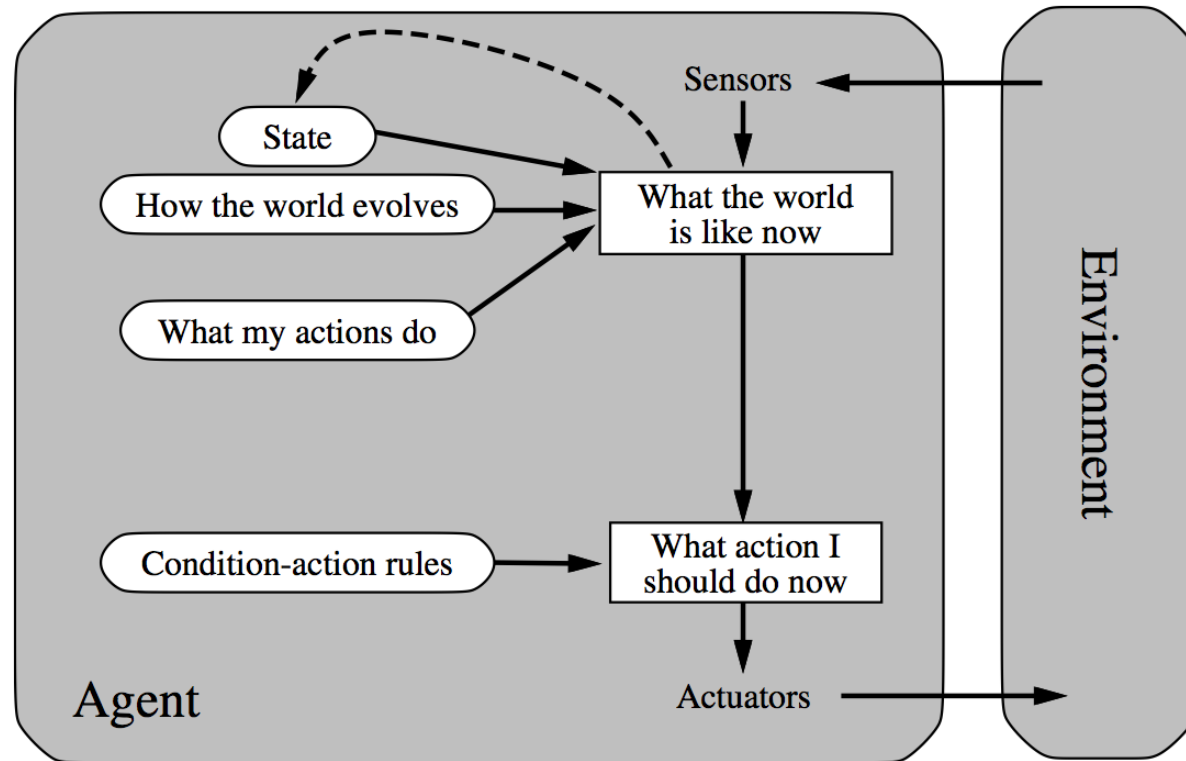 Sensors
State
How the world evolves
What the world
is like now
What my actions do
Environment
Condition-action rules
What action I
should do now
Agent
Actuators